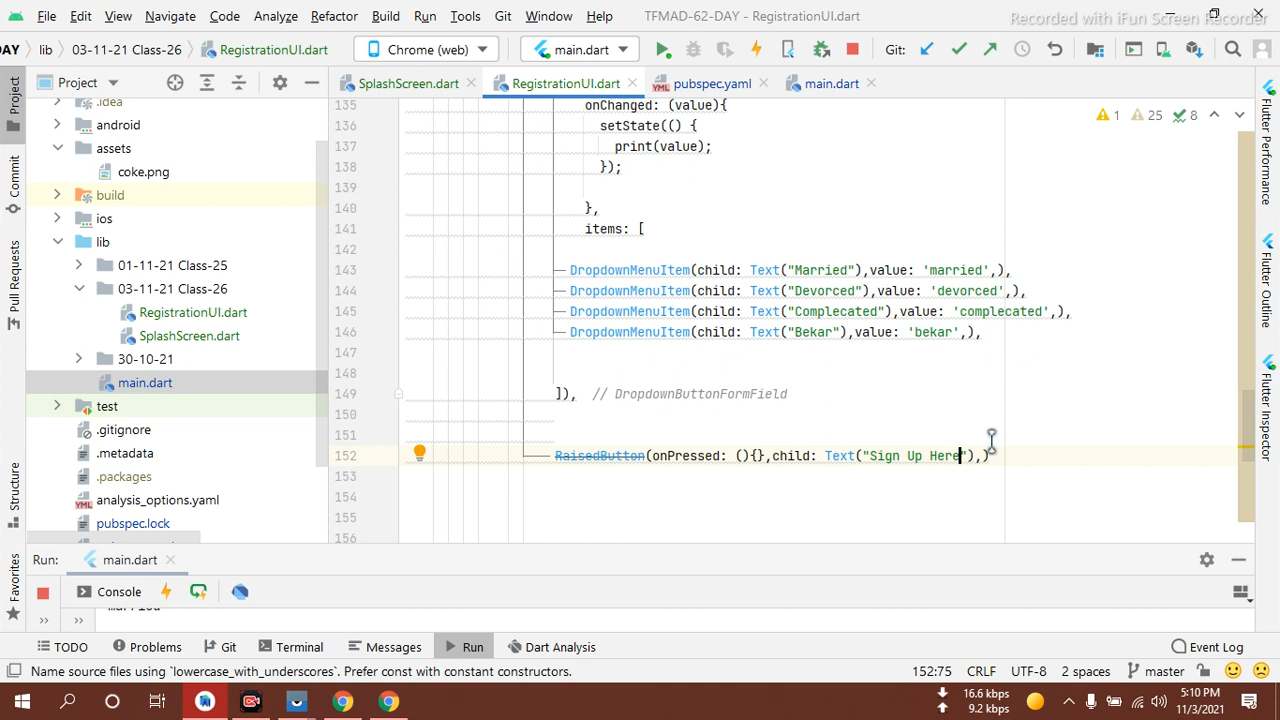 File Edit View Navigate Code Analyze Refactor Build Run Tools Git Window Help TFMAD-62-DAY - RegistrationUI.dart
Recorded with iFun Screen Recorder
DAY lib 03-11-21 Class-26 RegistrationUI.dart Chrome (web) main.dart Git:
Project SplashScreen.dart RegistrationUI.dart pubspec.yaml main.dart
.idea
android
assets
coke.png
build
ios
lib
01-11-21 Class-25
03-11-21 Class-26
RegistrationUI.dart
SplashScreen.dart
30-10-21
main.dart
test
.gitignore
.metadata
.packages
analysis_options.yaml
pubspec.lock
Project
Commit
Pull Requests
Structure
Favorites
1 25 8
135 onChanged: (value){
136 setState(() {
137 print(value);
138 });
139
140 },
141 items: [
142
143 DropdownMenuItem(child: Text("Married"),value: 'married',),
144 DropdownMenuItem(child: Text("Devorced"),value: 'devorced',),
145 DropdownMenuItem(child: Text("Complecated"),value: 'complecated',),
146 DropdownMenuItem(child: Text("Bekar"),value: 'bekar',),
147
148
149 ]), // DropdownButtonFormField
150
151
152 RaisedButton(onPressed: (){},child: Text("Sign Up Here"),)
153
154
155
156
Flutter Performance
Flutter Outline
Flutter Inspector
Run: main.dart
Console
married
TODO Problems Git Terminal Messages Run Dart Analysis Event Log
Name source files using `lowercase_with_underscores`. Prefer const with constant constructors. 152:75 CRLF UTF-8 2 spaces master
16.6 kbps
9.2 kbps
5:10 PM
11/3/2021